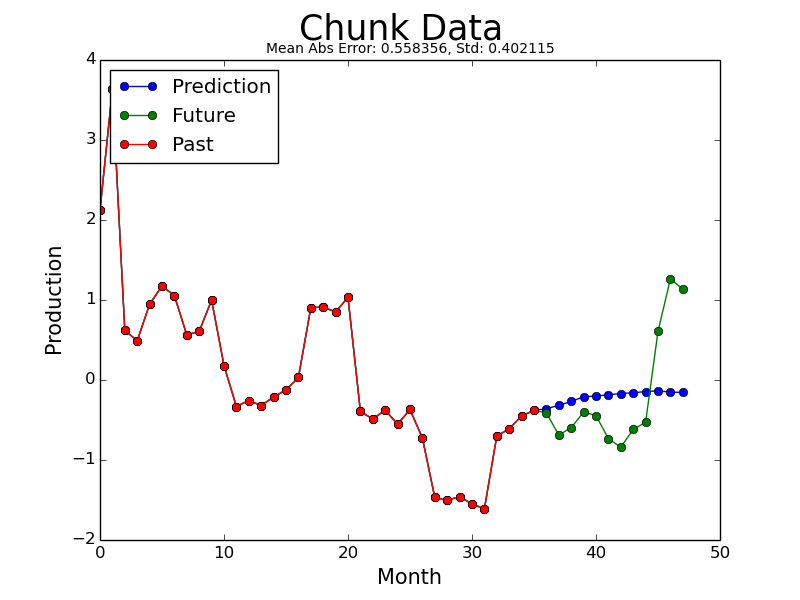 Chunk Data
Mean Abs Error: 0.558356, Std: 0.402115
Prediction
Future
Past
4
3
2
1
0
−1
−2
Production
0 10 20 30 40 50
Month